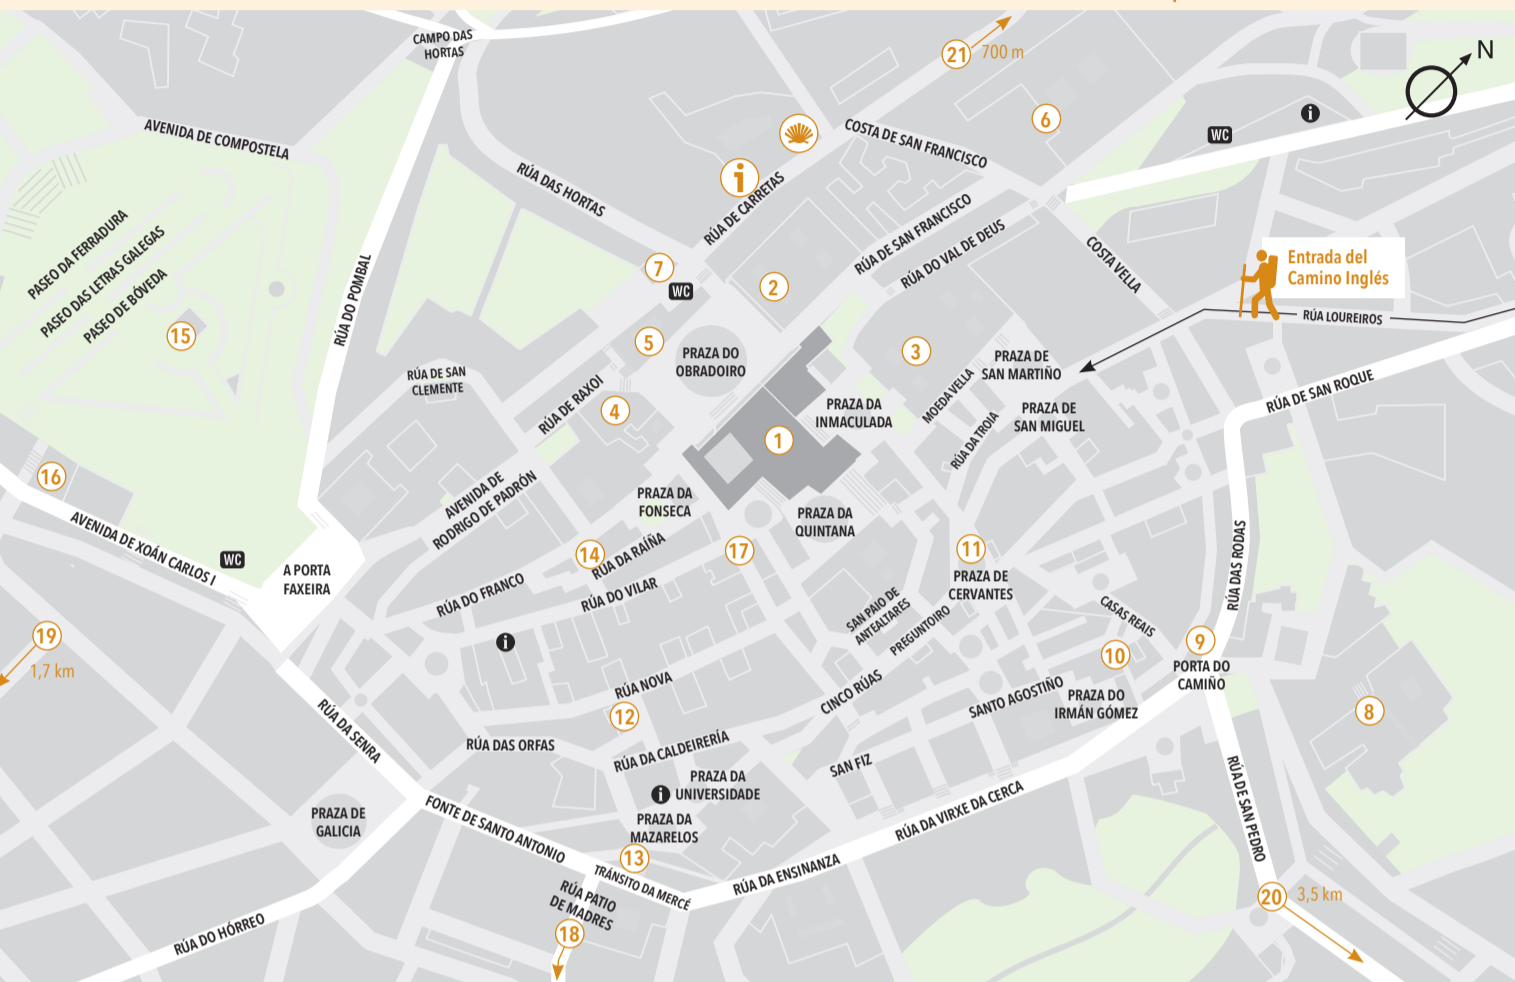 CAMPO DAS
HORTAS
21
700 m
N
AVENIDA DE COMPOSTELA
COSTA DE SAN FRANCISCO
6
WC
i
i
RÚA DAS HORTAS
RÚA DE CARRETAS
RÚA DE SAN FRANCISCO
RÚA DO VAL DE DEUS
COSTA VELLA
Entrada del
Camino Inglés
RÚA LOUREIROS
PASEO DA FERRADURA
PASEO DAS LETRAS GALEGAS
PASEO DE BÓVEDA
15
RÚA DO POMBAL
7
WC
2
5
PRAZA DO
OBRADOIRO
3
PRAZA DE
SAN MARTIÑO
RÚA DE SAN
CLEMENTE
RÚA DE RAXOI
4
PRAZA DA
INMACULADA
MOEDA VELLA
RÚA DA TROIA
PRAZA DE
SAN MIGUEL
RÚA DE SAN ROQUE
1
16
AVENIDA DE
RODRIGO DE PADRÓN
PRAZA DA
FONSECA
PRAZA DA
QUINTANA
AVENIDA DE XOÁN CARLOS I
WC
A PORTA
FAXEIRA
14
RÚA DA RAÍÑA
17
11
PRAZA DE
CERVANTES
RÚA DAS RODAS
RÚA DO FRANCO
RÚA DO VILAR
SAN PAIO DE
ANTEALTARES
PREGUNTOIRO
CASAS REAIS
19
1,7 km
i
10
9
PORTA DO
CAMIÑO
RÚA NOVA
12
CINCO RÚAS
SANTO AGOSTIÑO
PRAZA DO
IRMÁN GÓMEZ
8
RÚA DA SENRA
RÚA DAS ORFAS
RÚA DA CALDEIRERÍA
SAN FIZ
i
PRAZA DA
UNIVERSIDADE
PRAZA DE
GALICIA
FONTE DE SANTO ANTONIO
PRAZA DA
MAZARELOS
RÚA DA VIRXE DA CERCA
RÚA DE SAN PEDRO
13
TRÁNSITO DA MERCÉ
RÚA DA ENSINANZA
RÚA PATIO
DE MADRES
20
3,5 km
RÚA DO HÓRREO
18